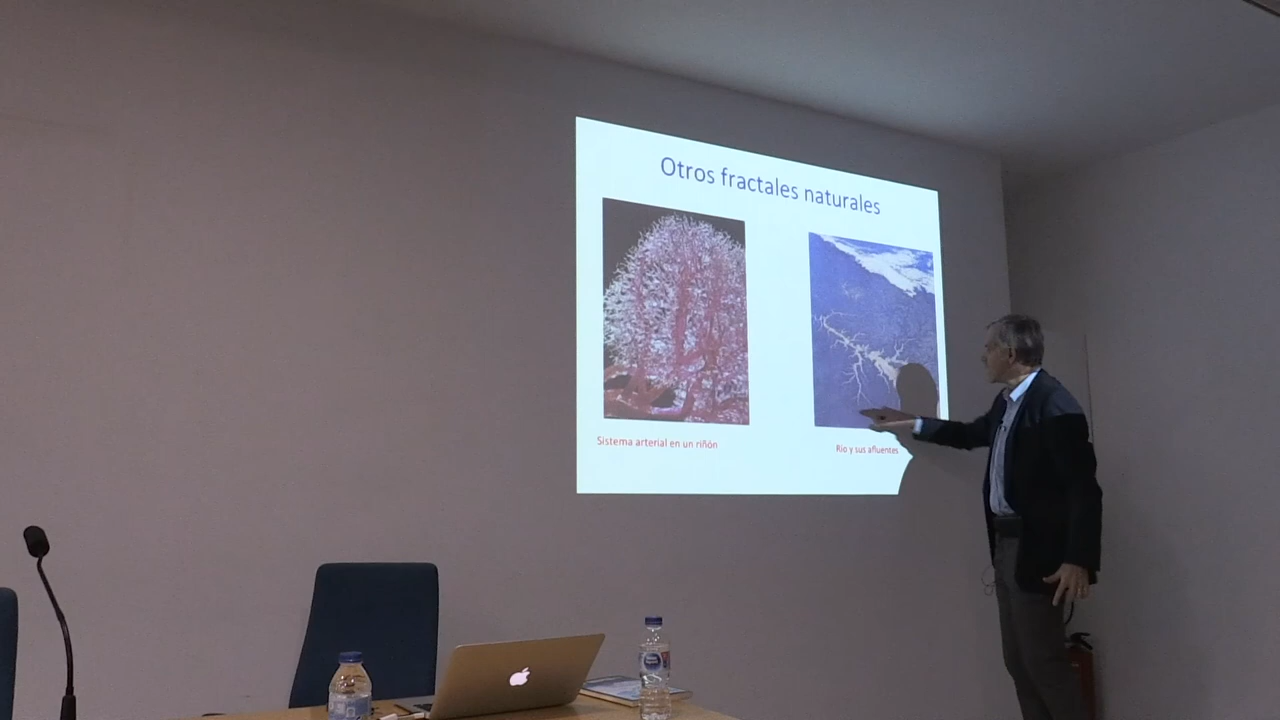 Otros fractales naturales
Sistema arterial en un riñón
Río y sus afluentes